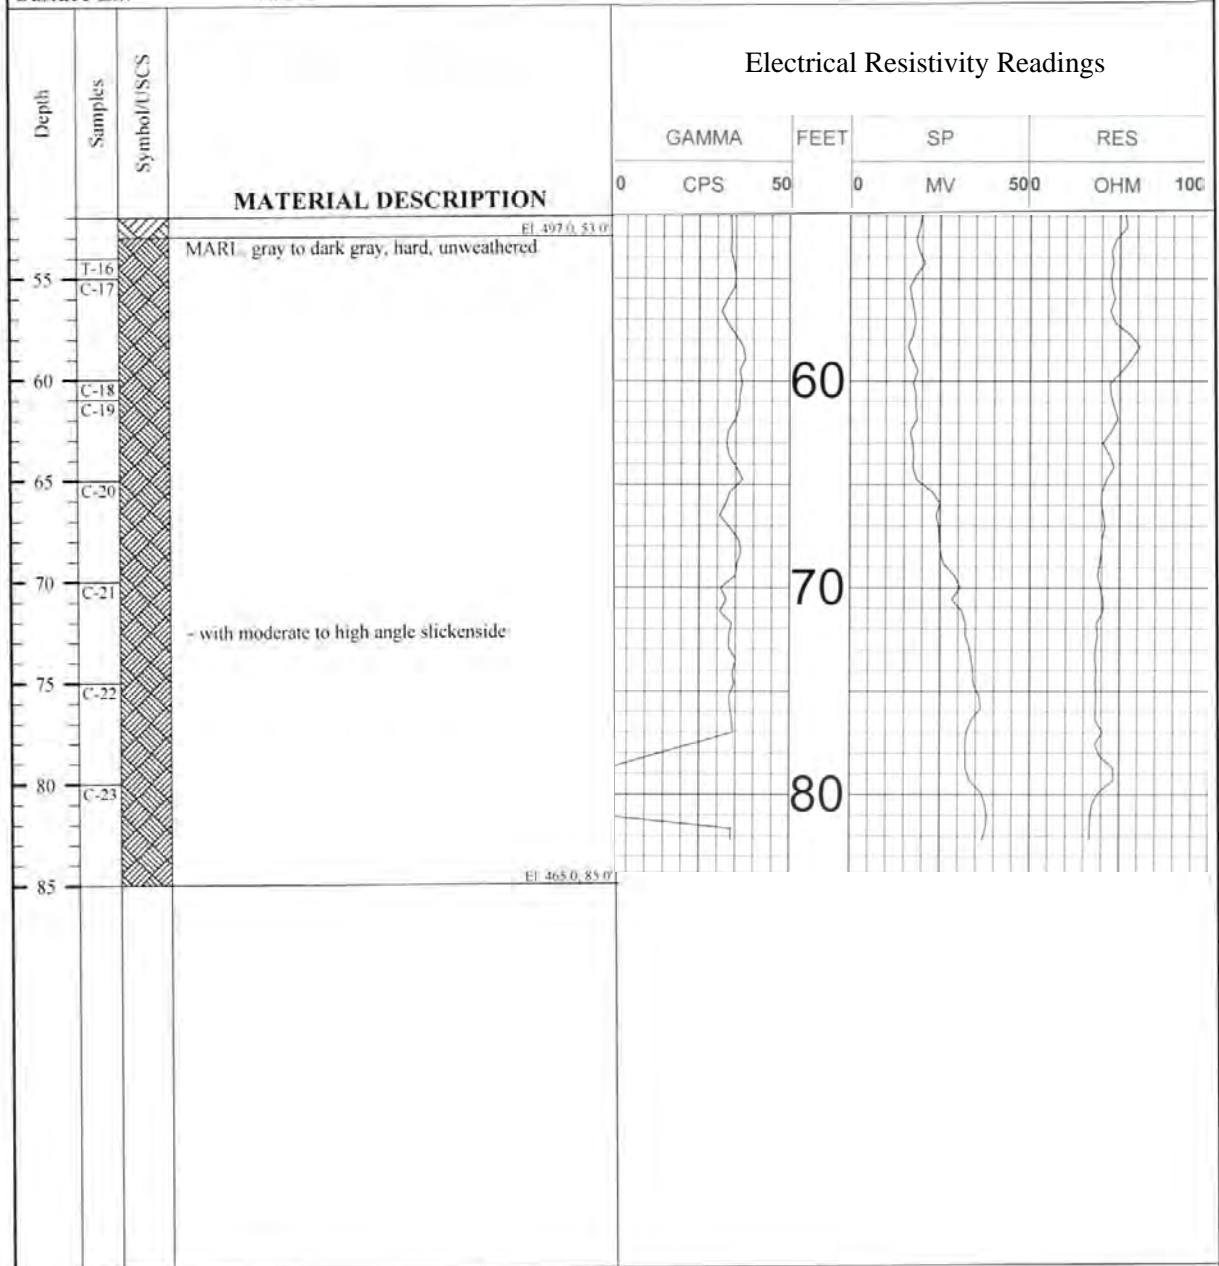 Electrical Resistivity Readings
Depth
Samples
Symbol/USCS
MATERIAL DESCRIPTION
GAMMA FEET SP RES
0 CPS 50 0 MV 500 0 OHM 100
El. 497.0, 53.0'
MARL, gray to dark gray, hard, unweathered
T-16
55
C-17
60
C-18
60
C-19
65
C-20
70
C-21
70
- with moderate to high angle slickenside
75
C-22
80
C-23
80
El. 465.0, 85.0'
85